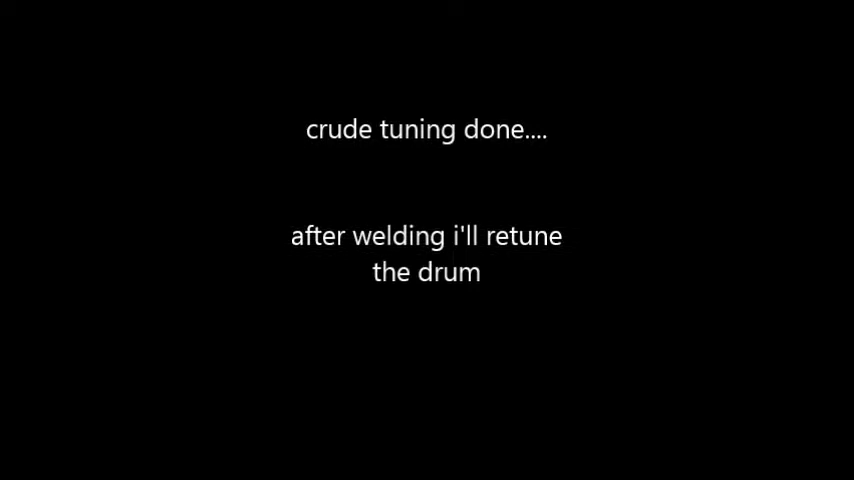 crude tuning done....
after welding i'll retune
the drum